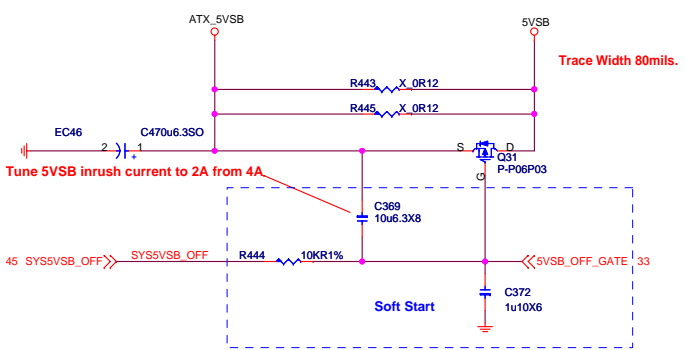 ATX_5VSB
5VSB
Trace Width 80mils.
R443 X_0R12
R445 X_0R12
EC46 C470u6.3SO
2 1
+
S D
G
Q31
P-P06P03
Tune 5VSB inrush current to 2A from 4A
C369
10u6.3X8
45 SYS5VSB_OFF SYS5VSB_OFF R444 10KR1% 5VSB_OFF_GATE 33
C372
1u10X6
Soft Start